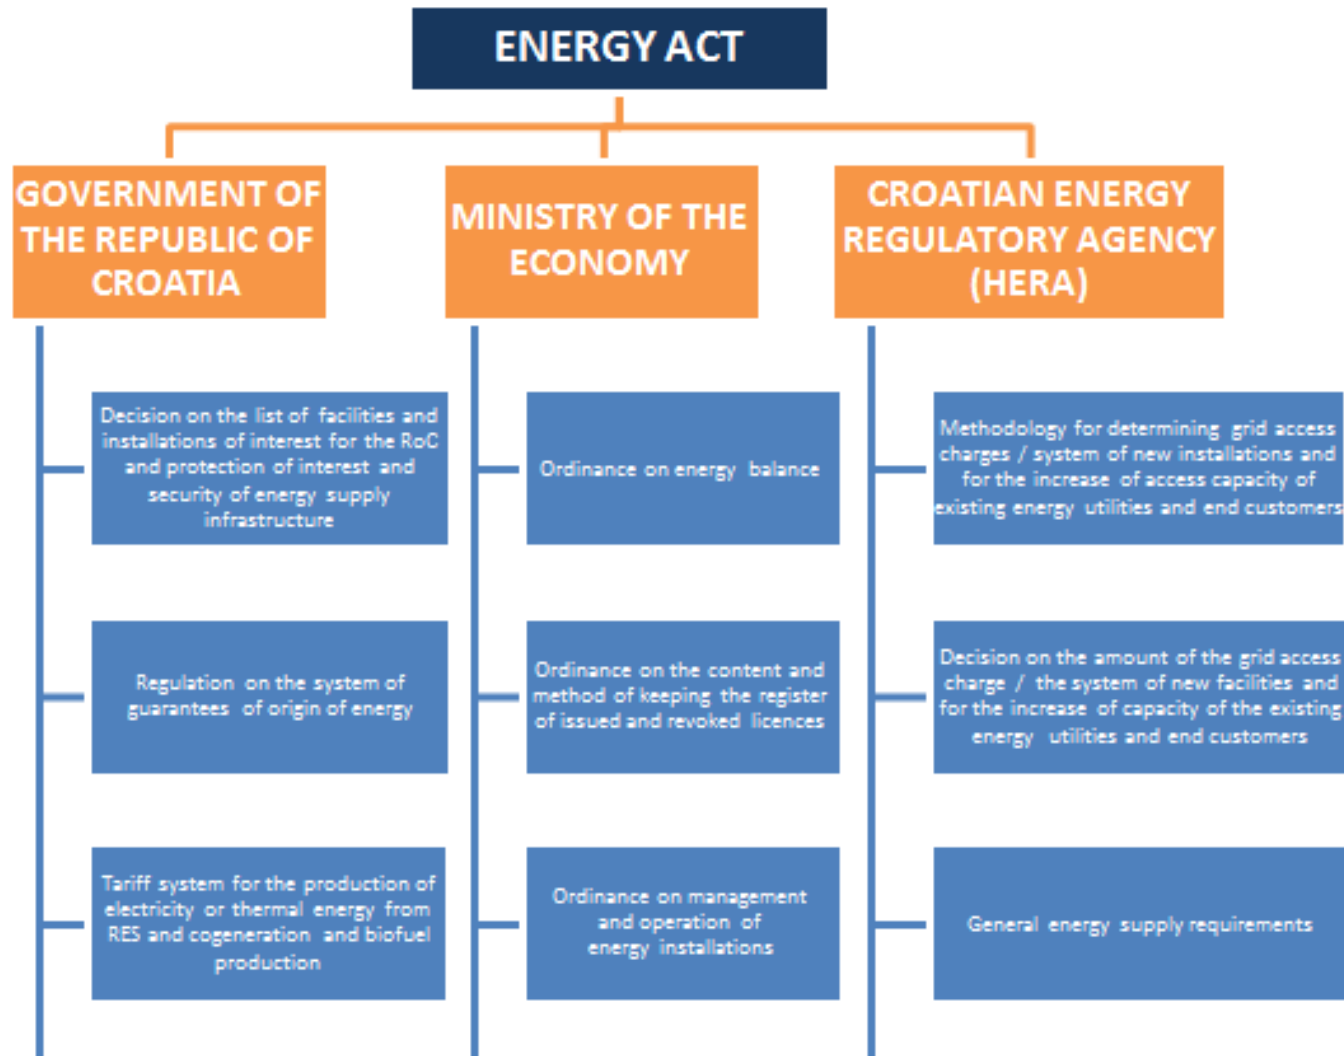 ENERGY ACT
GOVERNMENT OF
THE REPUBLIC OF
CROATIA
MINISTRY OF THE
ECONOMY
CROATIAN ENERGY
REGULATORY AGENCY
(HERA)
Decision on the list of facilities and
installations of interest for the RoC
and protection of interest and
security of energy supply
infrastructure
Ordinance on energy balance
Methodology for determining grid access
charges / system of new installations and
for the increase of access capacity of
existing energy utilities and end customers
Regulation on the system of
guarantees of origin of energy
Ordinance on the content and
method of keeping the register
of issued and revoked licences
Decision on the amount of the grid access
charge / the system of new facilities and
for the increase of capacity of the existing
energy utilities and end customers
Tariff system for the production of
electricity or thermal energy from
RES and cogeneration and biofuel
production
Ordinance on management
and operation of
energy installations
General energy supply requirements